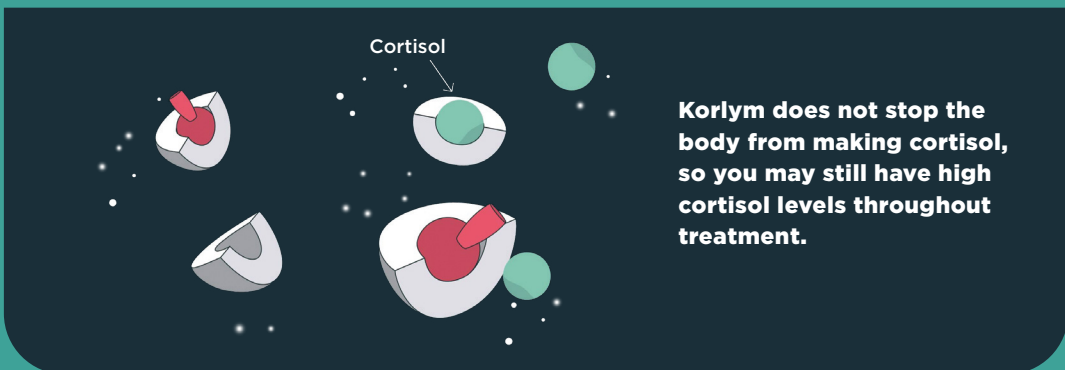 Cortisol
Korlym does not stop the
body from making cortisol,
so you may still have high
cortisol levels throughout
treatment.